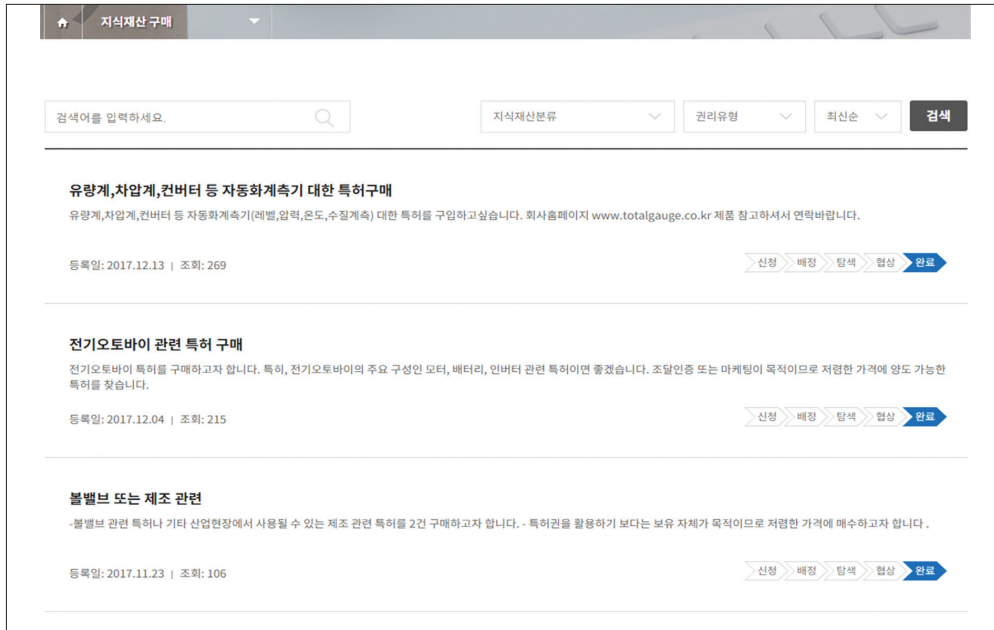 지식재산 구매
검색어를 입력하세요.
지식재산분류 권리유형 최신순 검색
유량계,차압계,컨버터 등 자동화계측기 대한 특허구매
유량계,차압계,컨버터 등 자동화계측기(레벨,압력,온도,수질계측) 대한 특허를 구입하고싶습니다. 회사홈페이지 www.totalgauge.co.kr 제품 참고하셔서 연락바랍니다.
등록일: 2017.12.13 | 조회: 269
신청 배정 탐색 협상 완료
전기오토바이 관련 특허 구매
전기오토바이 특허를 구매하고자 합니다. 특히, 전기오토바이의 주요 구성인 모터, 배터리, 인버터 관련 특허이면 좋겠습니다. 조달인증 또는 마케팅이 목적이므로 저렴한 가격에 양도 가능한
특허를 찾습니다.
등록일: 2017.12.04 | 조회: 215
신청 배정 탐색 협상 완료
볼밸브 또는 제조 관련
-볼밸브 관련 특허나 기타 산업현장에서 사용될 수 있는 제조 관련 특허를 2건 구매하고자 합니다. - 특허권을 활용하기 보다는 보유 자체가 목적이므로 저렴한 가격에 매수하고자 합니다 .
등록일: 2017.11.23 | 조회: 106
신청 배정 탐색 협상 완료